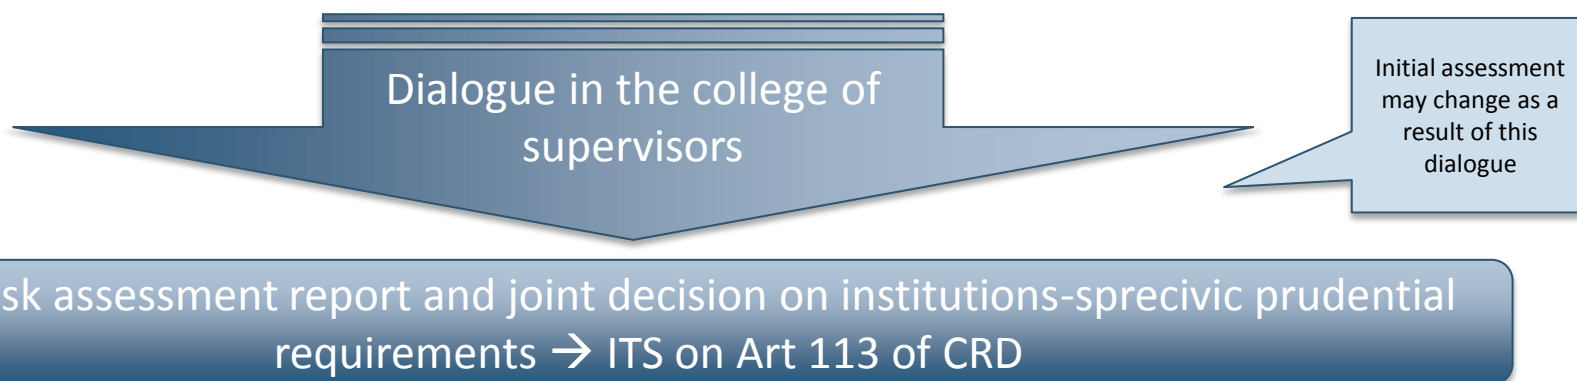 Dialogue in the college of
supervisors
Initial assessment
may change as a
result of this
dialogue
sk assessment report and joint decision on institutions-sprecivic prudential
requirements → ITS on Art 113 of CRD